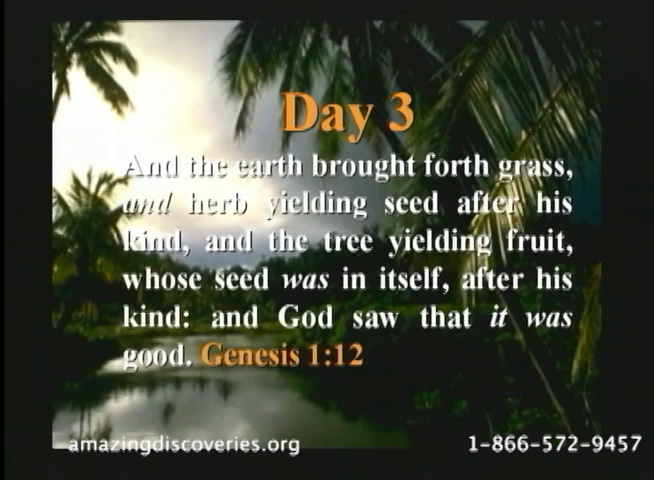 Day 3
And the earth brought forth grass,
and herb yielding seed after his
kind, and the tree yielding fruit,
whose seed was in itself, after his
kind: and God saw that it was
good. Genesis 1:12
amazingdiscoveries.org
1-866-572-9457